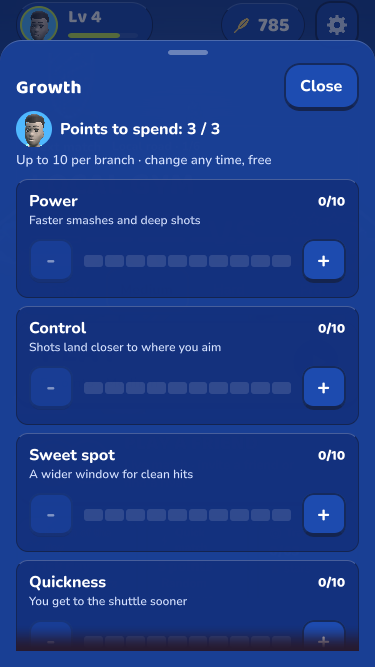 Lv 4
785
Growth
Close
Points to spend: 3 / 3
Up to 10 per branch · change any time, free
Power
0/10
Faster smashes and deep shots
-
+
Control
0/10
Shots land closer to where you aim
-
+
Sweet spot
0/10
A wider window for clean hits
-
+
Quickness
0/10
You get to the shuttle sooner
-
+